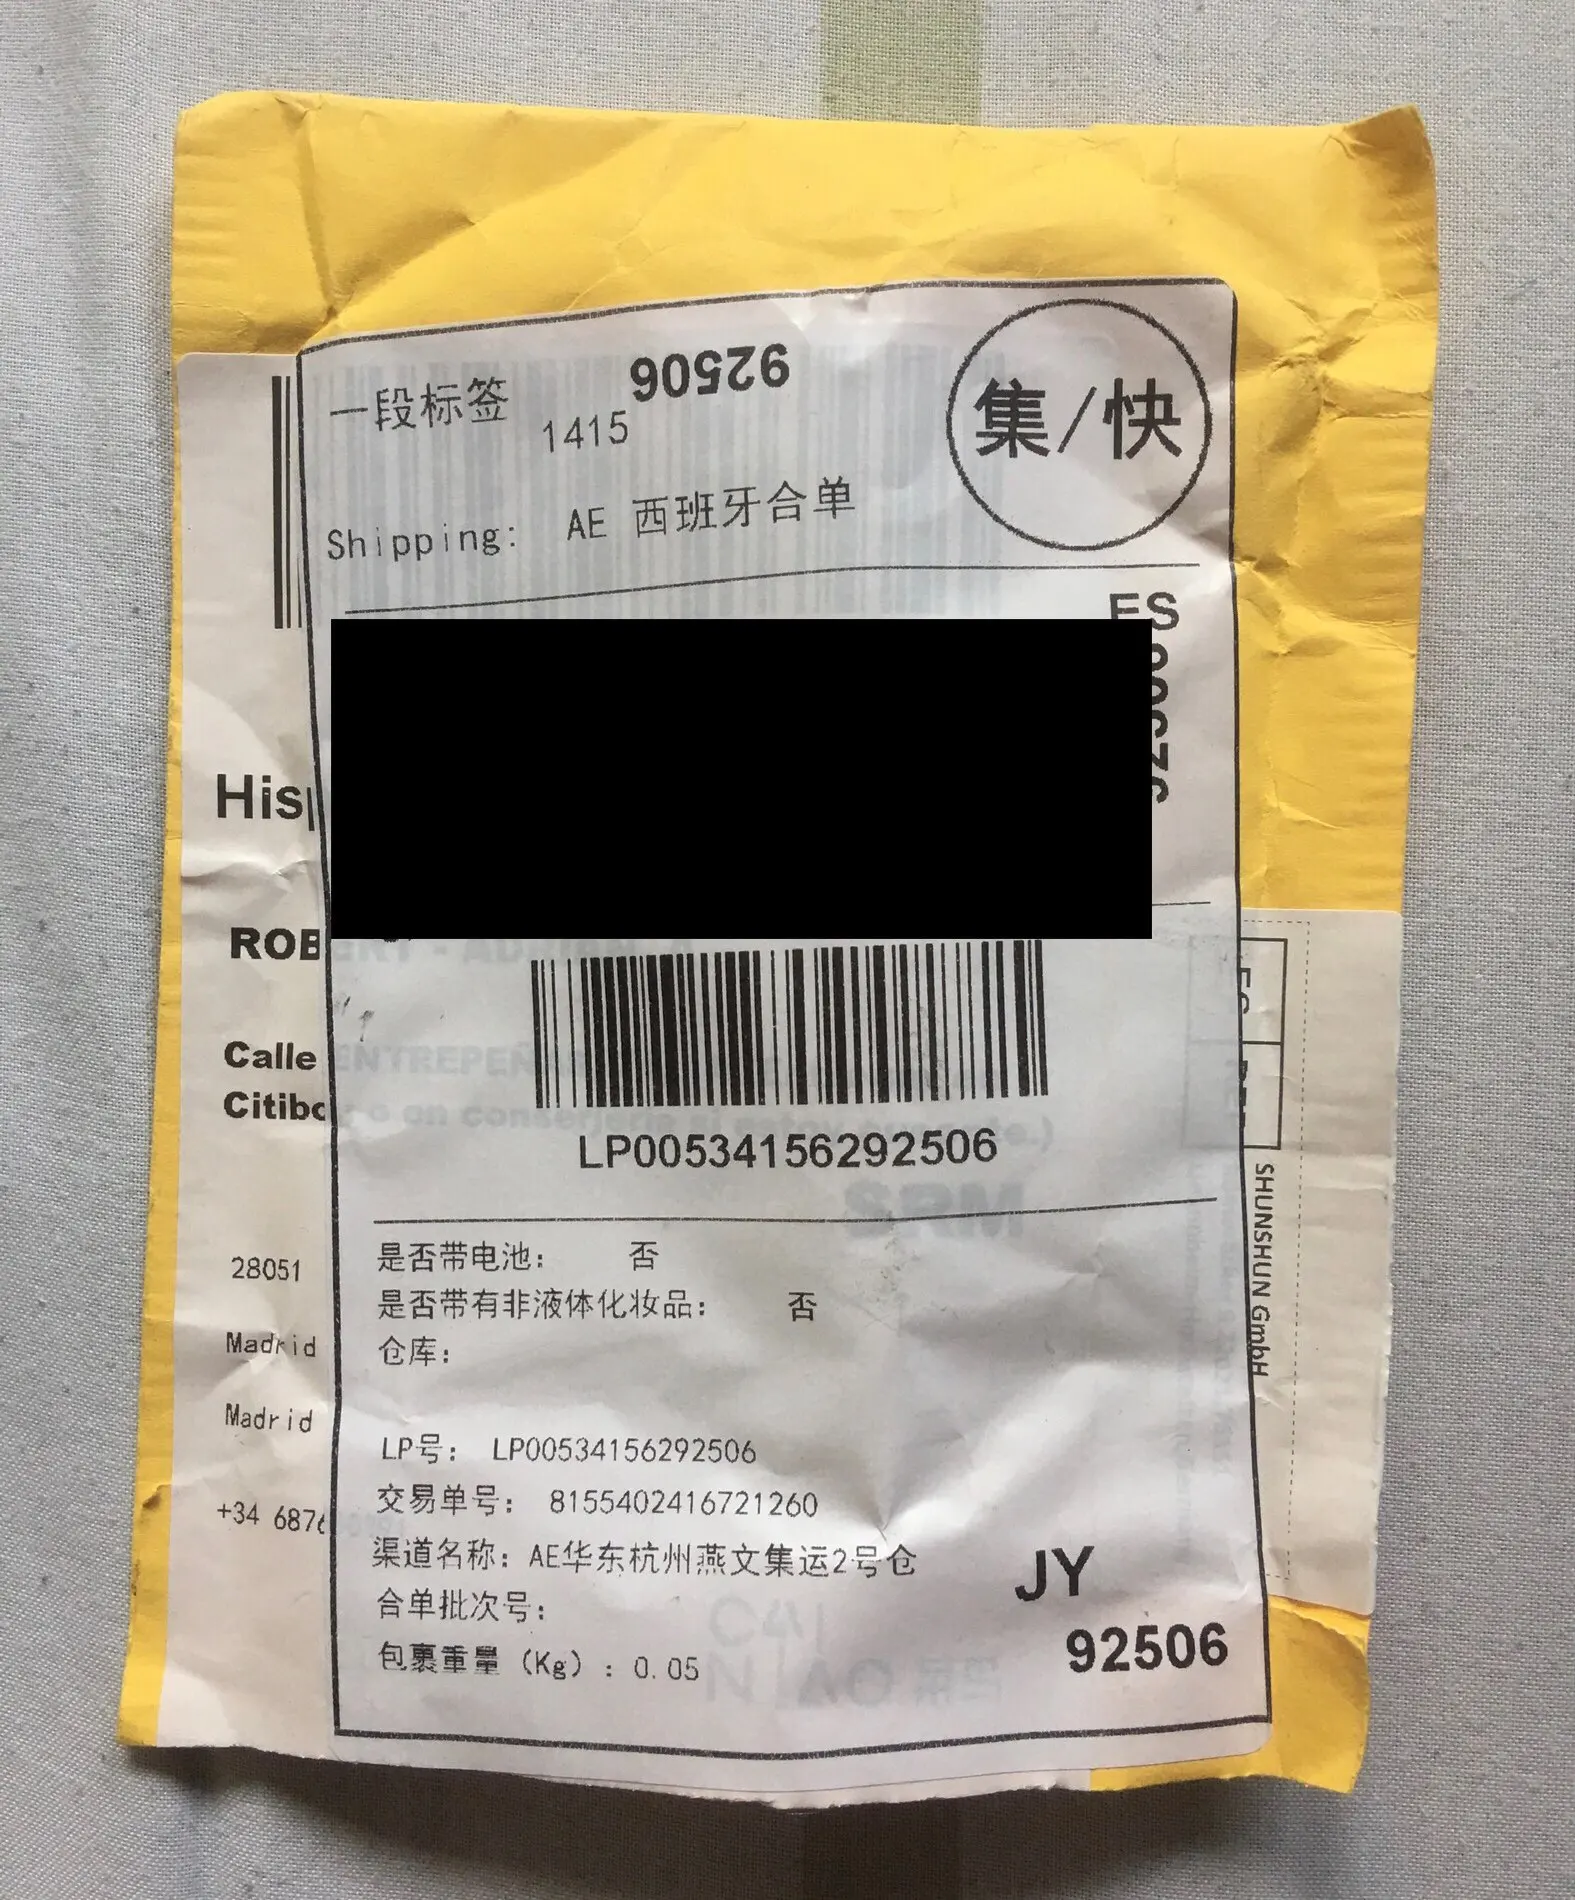 92506
一段标签
1415
集/快
Shipping: AE 西班牙合单
ES
LP00534156292506
SRM
是否带电池： 否
是否带有非液体化妆品： 否
仓库：
LP号： LP00534156292506
交易单号： 8155402416721260
渠道名称：AE华东杭州燕文集运2号仓
合单批次号：
包裹重量（Kg）：0.05
JY
92506
Calle
28051
Madrid
Madrid
+34
SHUNSHUN GmbH